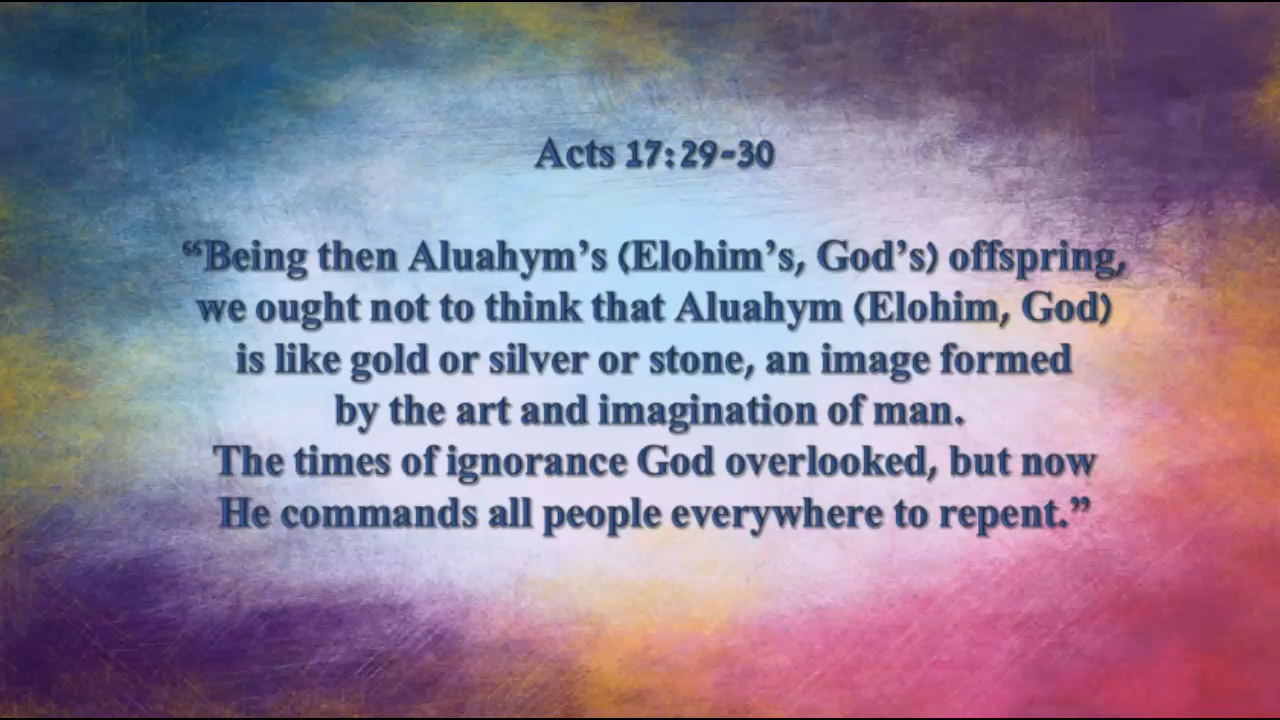 Acts 17:29-30
“Being then Aluahym’s (Elohim’s, God’s) offspring,
we ought not to think that Aluahym (Elohim, God)
is like gold or silver or stone, an image formed
by the art and imagination of man.
The times of ignorance God overlooked, but now
He commands all people everywhere to repent.”